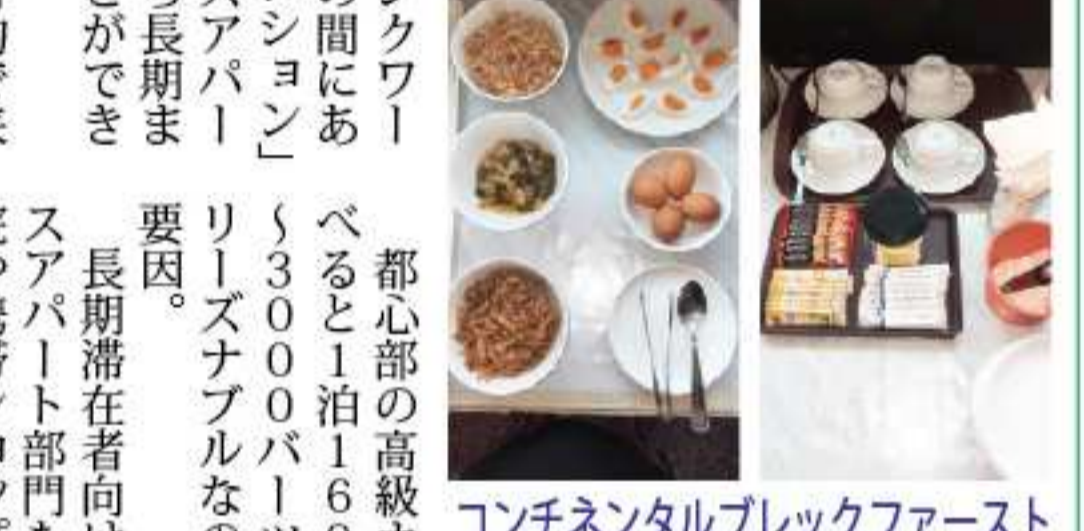 クワー
の間にあ
ション」
スアパー
長期ま
とができ
都心部の高級
べると1泊16
～3000バーツ
リーズナブルなの
要因。
長期滞在者向け
スアパート部門
コンチネンタルブレックファースト